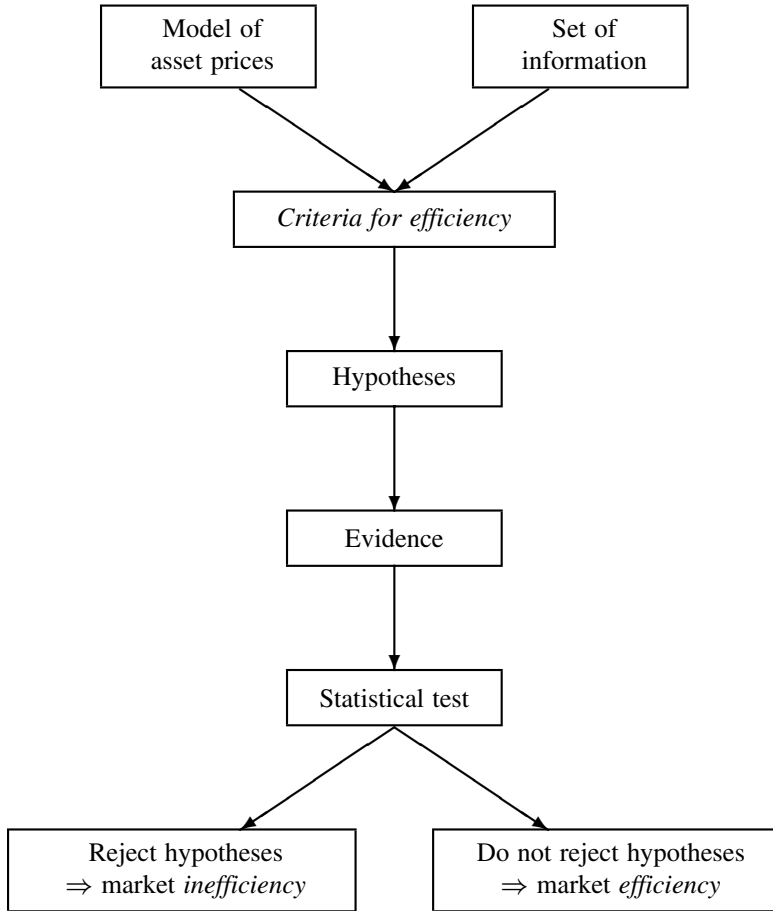 Model of
asset prices
Set of
information
Criteria for efficiency
Hypotheses
Evidence
Statistical test
Reject hypotheses
⇒ market inefficiency
Do not reject hypotheses
⇒ market efficiency